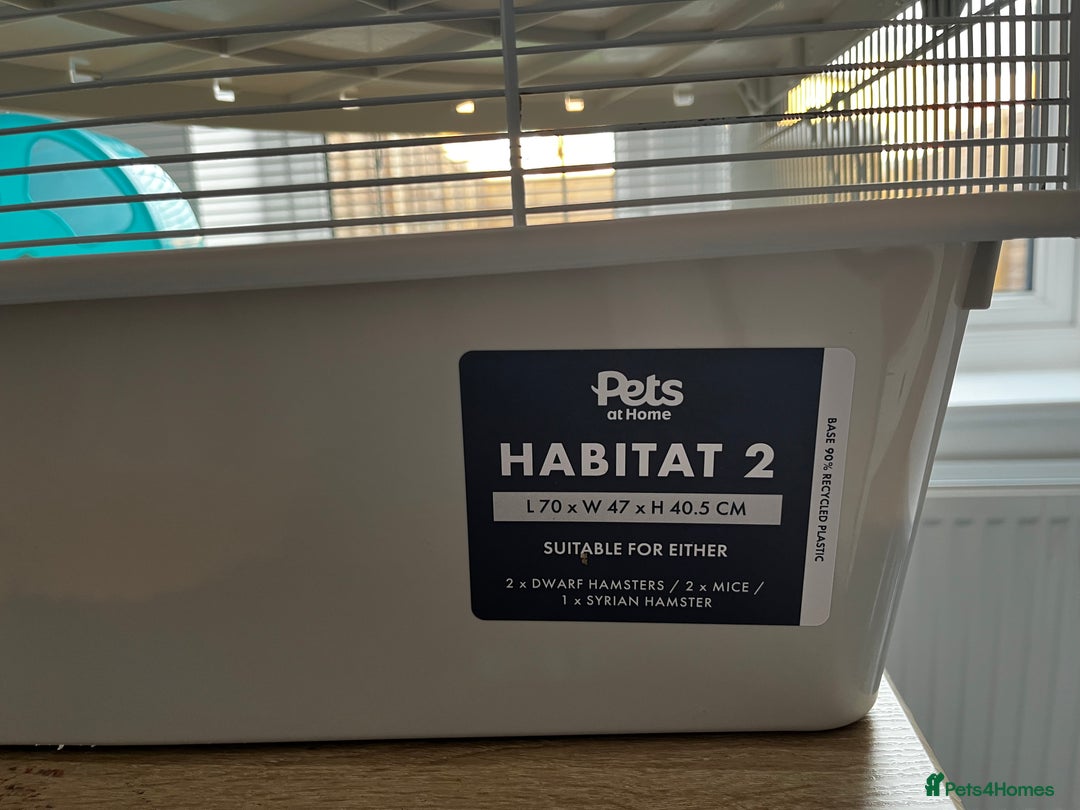 Pets
at Home
HABITAT 2
L 70 x W 47 x H 40.5 CM
SUITABLE FOR EITHER
2 x DWARF HAMSTERS / 2 x MICE /
1 x SYRIAN HAMSTER
BASE 90% RECYCLED PLASTIC
Pets4Homes